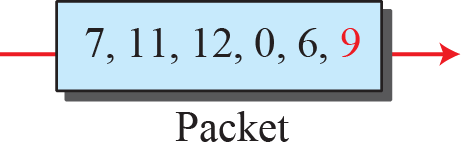 7, 11, 12, 0, 6, 9
Packet